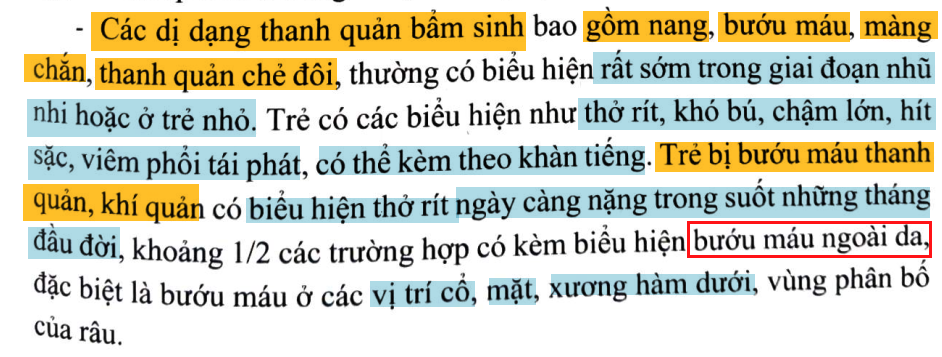 - Các dị dạng thanh quản bẩm sinh bao gồm nang, bướu máu, màng
chắn, thanh quản chẻ đôi, thường có biểu hiện rất sớm trong giai đoạn nhũ
nhi hoặc ở trẻ nhỏ. Trẻ có các biểu hiện như thở rít, khó bú, chậm lớn, hít
sặc, viêm phổi tái phát, có thể kèm theo khàn tiếng. Trẻ bị bướu máu thanh
quản, khí quản có biểu hiện thở rít ngày càng nặng trong suốt những tháng
đầu đời, khoảng 1/2 các trường hợp có kèm biểu hiện bướu máu ngoài da,
đặc biệt là bướu máu ở các vị trí cổ, mặt, xương hàm dưới, vùng phân bố
của râu.